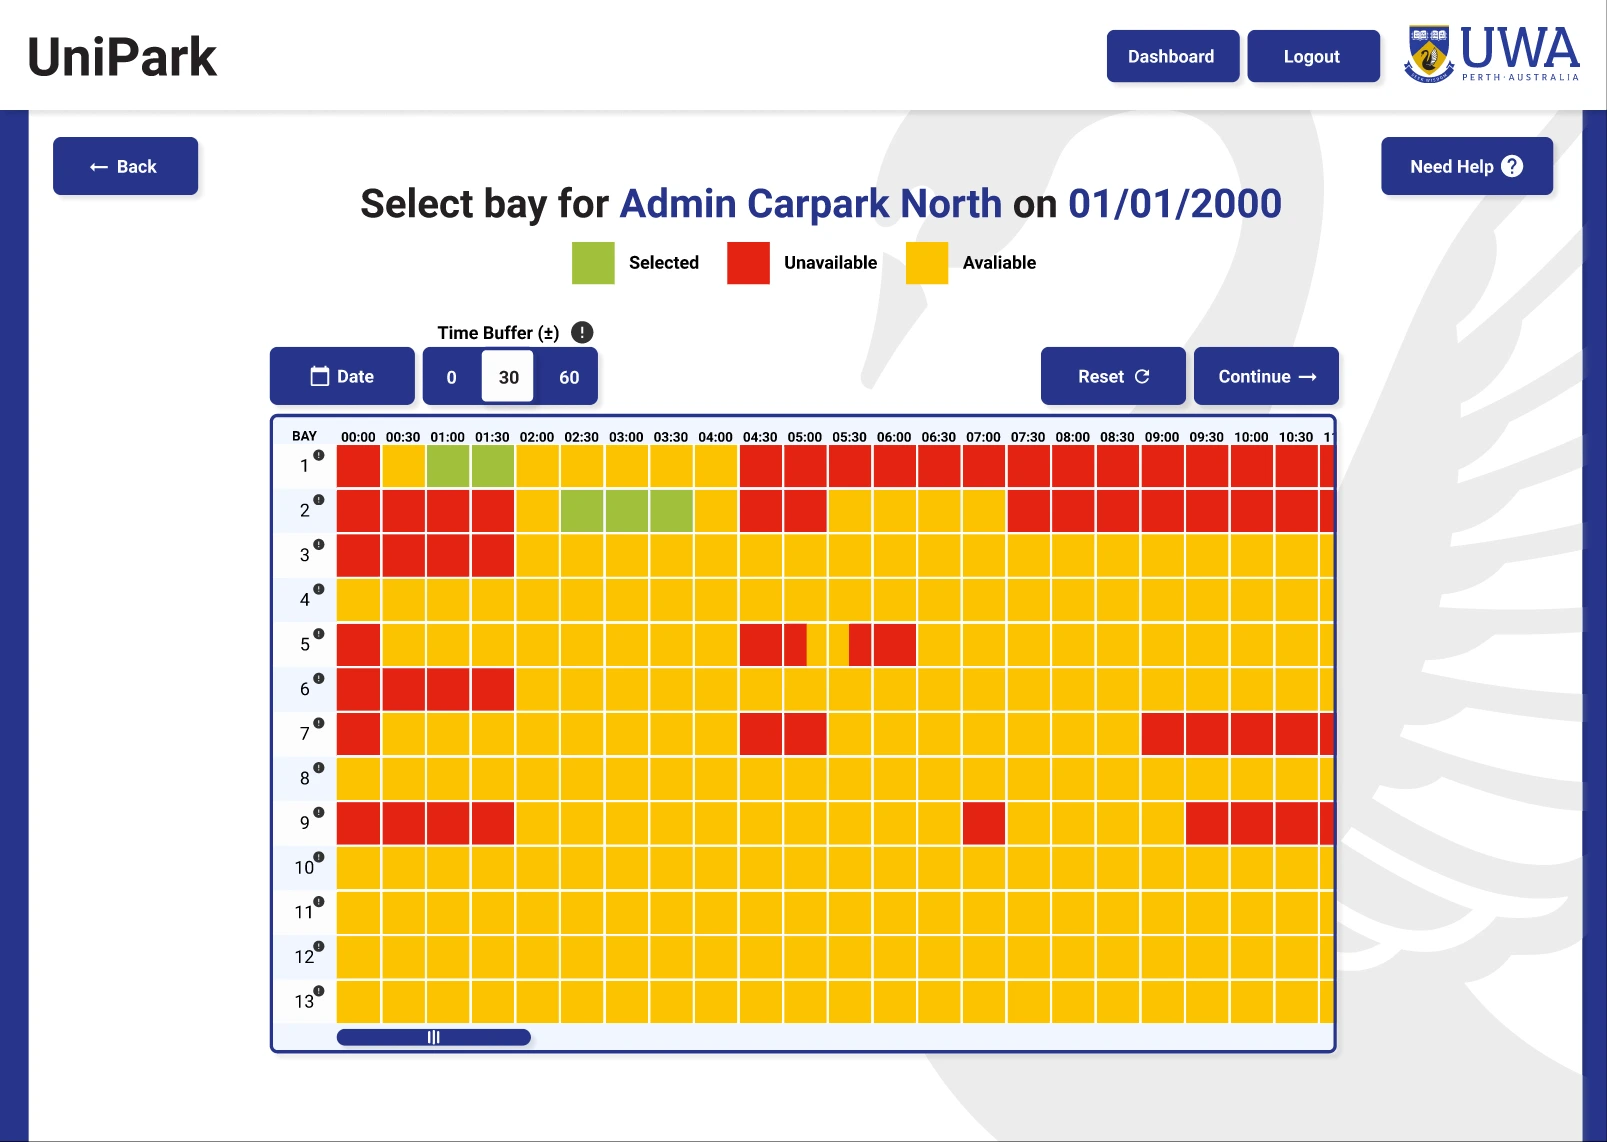 UniPark
Dashboard
Logout
UWA
PERTH·AUSTRALIA
← Back
Need Help ?
Select bay for Admin Carpark North on 01/01/2000
Selected
Unavailable
Avaliable
Time Buffer (±) !
Date
0 30 60
Reset
Continue →
BAY 00:00 00:30 01:00 01:30 02:00 02:30 03:00 03:30 04:00 04:30 05:00 05:30 06:00 06:30 07:00 07:30 08:00 08:30 09:00 09:30 10:00 10:30
1 !
2 !
3 !
4 !
5 !
6 !
7 !
8 !
9 !
10 !
11 !
12 !
13 !